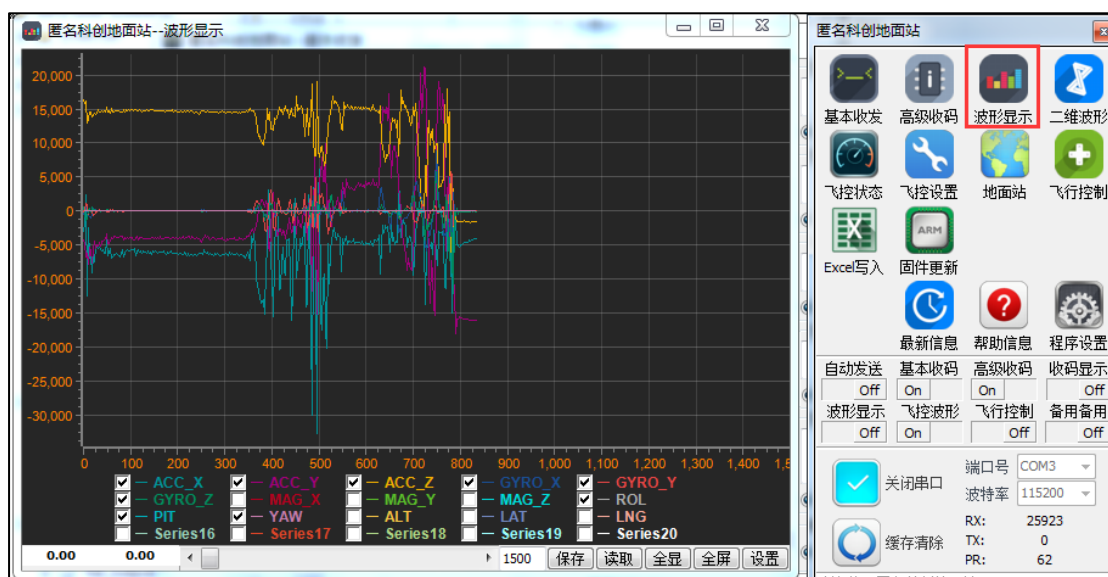 匿名科创地面站--波形显示
20,000
15,000
10,000
5,000
0
-5,000
-10,000
-15,000
-20,000
-25,000
-30,000
0 100 200 300 400 500 600 700 800 900 1,000 1,100 1,200 1,300 1,400 1,5
ACC_X ACC_Y ACC_Z GYRO_X GYRO_Y
GYRO_Z MAG_X MAG_Y MAG_Z ROL
PIT YAW ALT LAT LNG
Series16 Series17 Series18 Series19 Series20
0.00 0.00 1500 保存 读取 全显 全屏 设置
匿名科创地面站
基本收发 高级收码 波形显示 二维波形
飞控状态 飞控设置 地面站 飞行控制
ARM
Excel写入 固件更新
最新信息 帮助信息 程序设置
自动发送 基本收码 高级收码 收码显示
Off On On Off
波形显示 飞控波形 飞行控制 备用备用
Off On Off Off
关闭串口
端口号 COM3
波特率 115200
缓存清除
RX: 25923
TX: 0
PR: 62